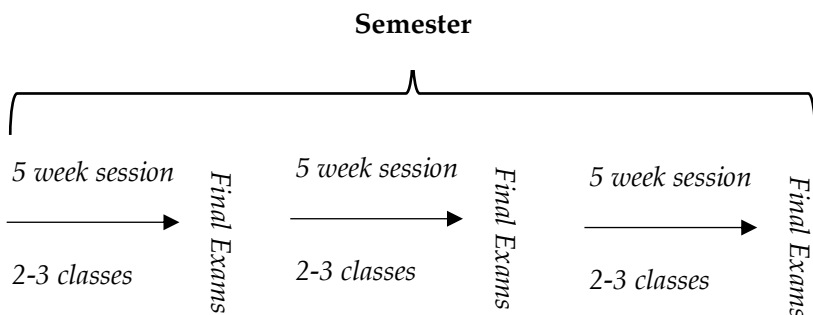 Semester
5 week session
2-3 classes
Final Exams
5 week session
2-3 classes
Final Exams
5 week session
2-3 classes
Final Exams